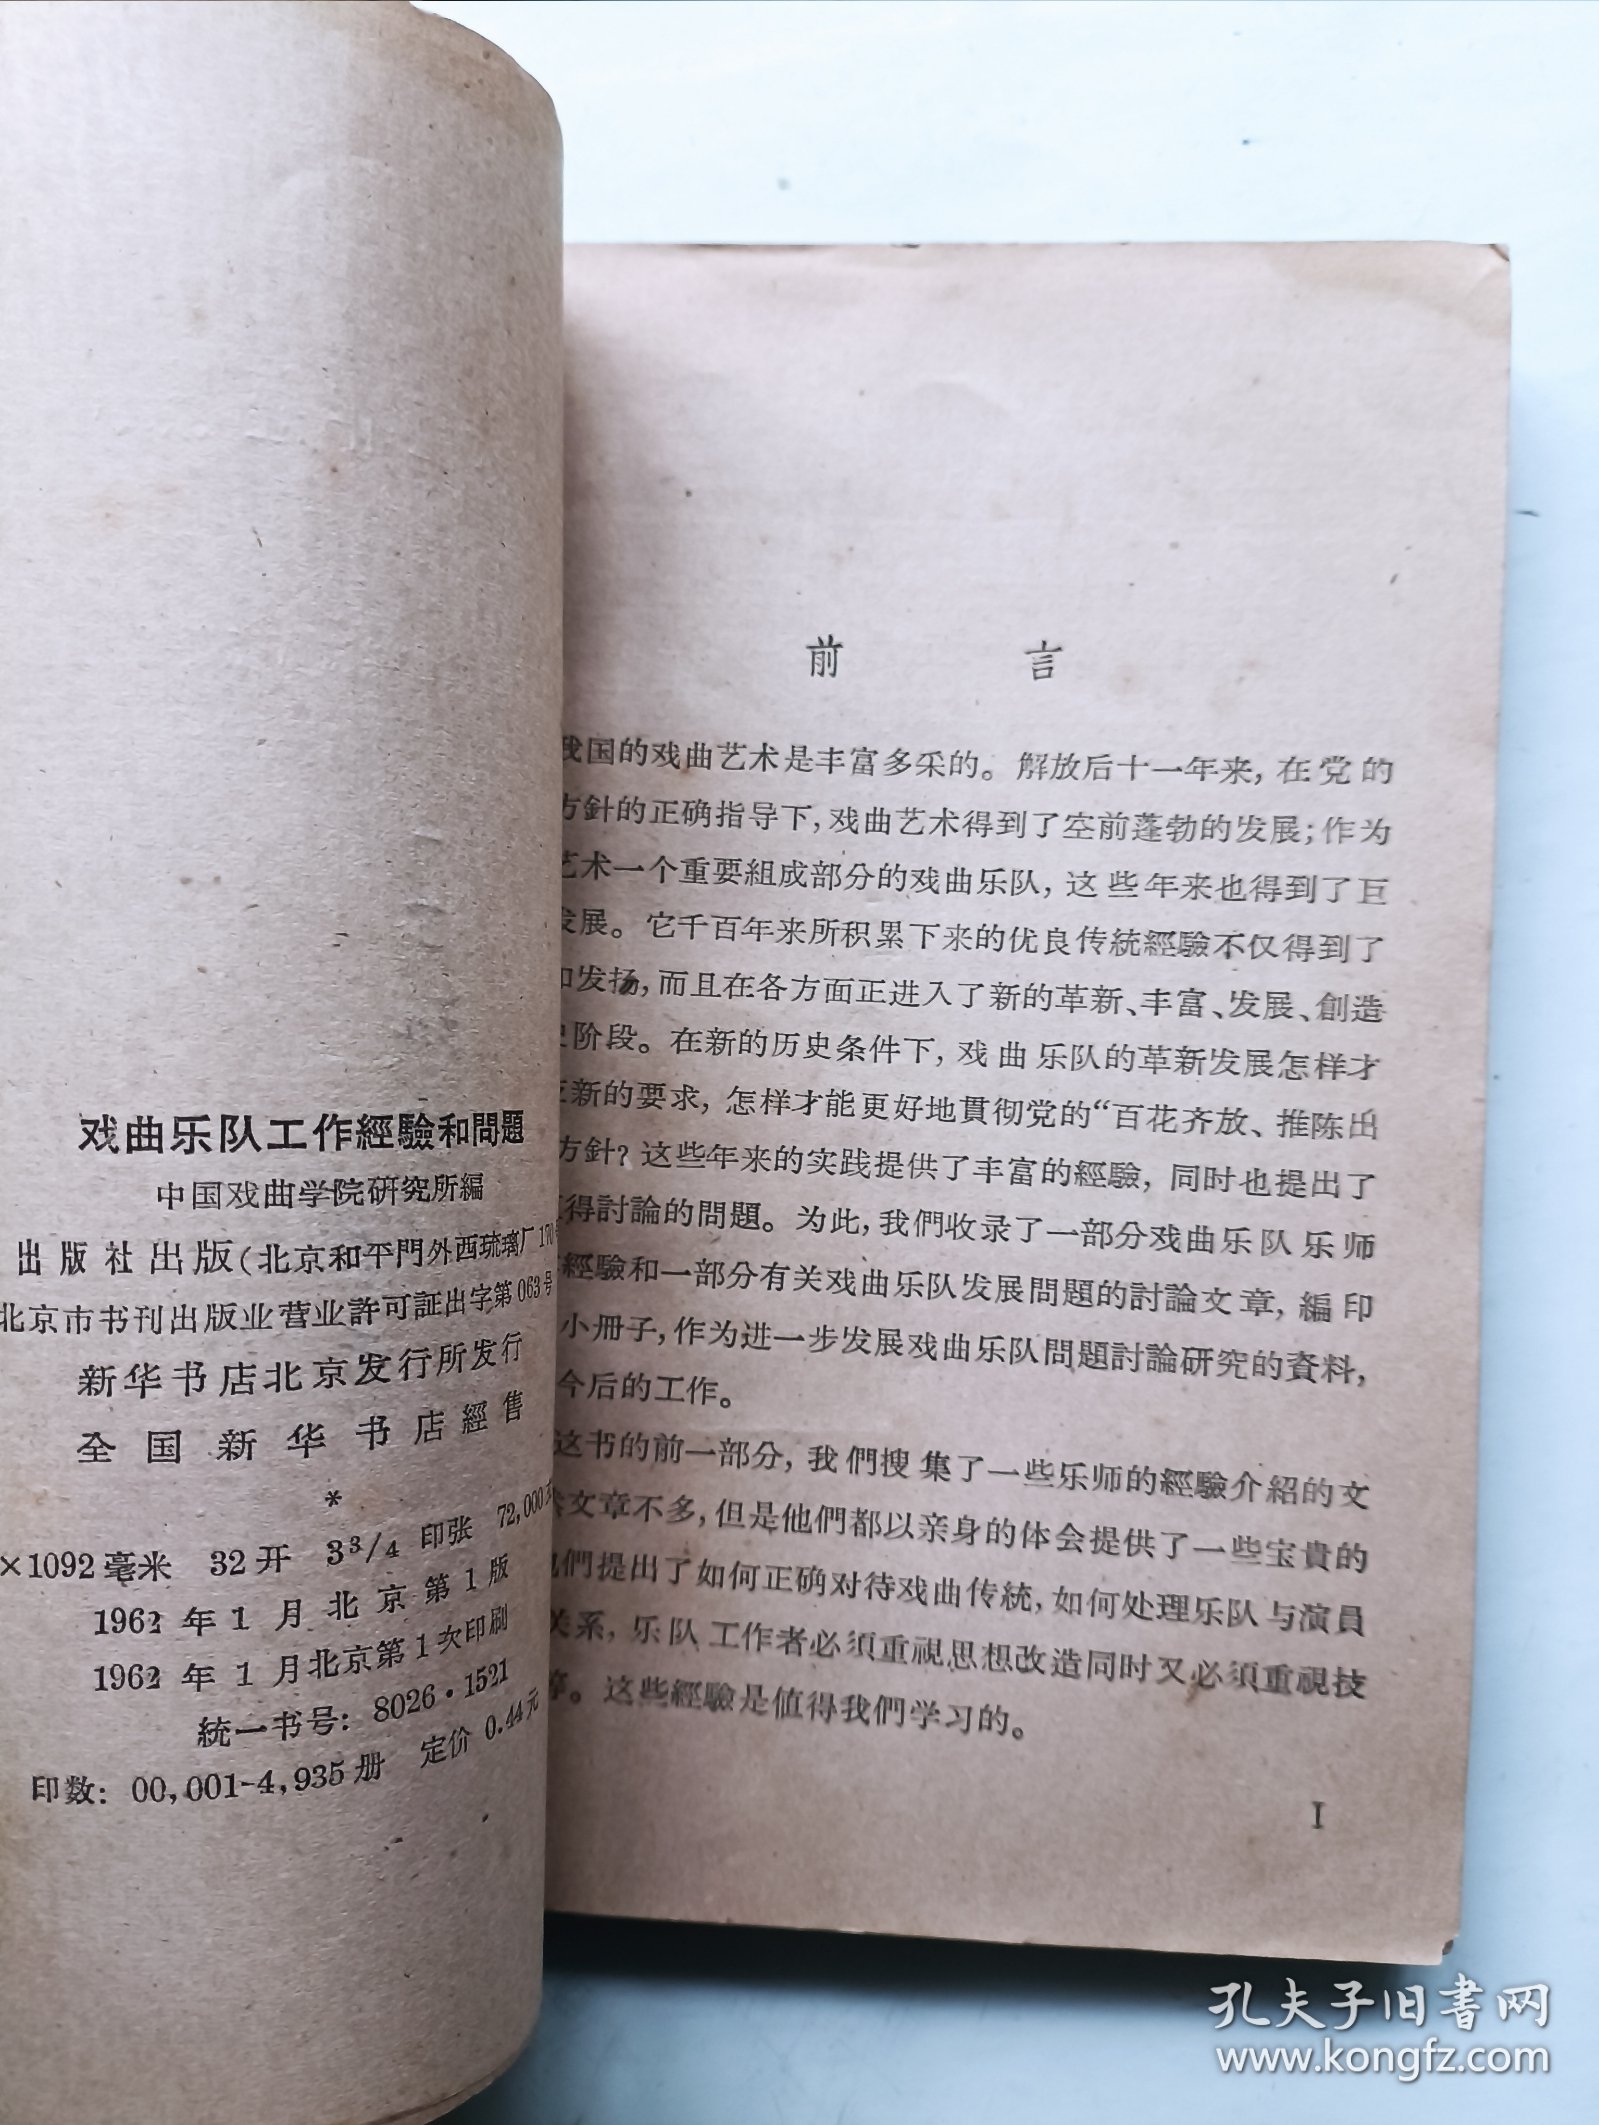 戏曲乐队工作經驗和問題
中国戏曲学院研究所編
出版社出版(北京和平門外西琉璃厂170号
北京市书刊出版业营业許可証出字第063号
新华书店北京发行所发行
全国新华书店經售
*
×1092毫米 32开 3³/₄印张 72,000
1962年1月北京第1版
1962年1月北京第1次印刷
統一书号：8026·1521
印数：00,001-4,935册 定价0.44元
前言
我国的戏曲艺术是丰富多采的。解放后十一年来，在党的
方針的正确指导下，戏曲艺术得到了空前蓬勃的发展；作为
艺术一个重要組成部分的戏曲乐队，这些年来也得到了巨
发展。它千百年来所积累下来的优良传統經驗不仅得到了
和发扬，而且在各方面正进入了新的革新、丰富、发展、創造
史阶段。在新的历史条件下，戏曲乐队的革新发展怎样才
新的要求，怎样才能更好地貫彻党的“百花齐放、推陈出
方針？这些年来的实践提供了丰富的經驗，同时也提出了
得討論的問題。为此，我們收录了一部分戏曲乐队乐师
經驗和一部分有关戏曲乐队发展問題的討論文章，編印
小冊子，作为进一步发展戏曲乐队問題討論研究的資料，
今后的工作。
这书的前一部分，我們搜集了一些乐师的經驗介紹的文
文章不多，但是他們都以亲身的体会提供了一些宝貴的
他們提出了如何正确对待戏曲传統，如何处理乐队与演員
关系，乐队工作者必須重視思想改造同时又必須重視技
等。这些經驗是值得我們学习的。
I
孔夫子旧書网
www.kongfz.com